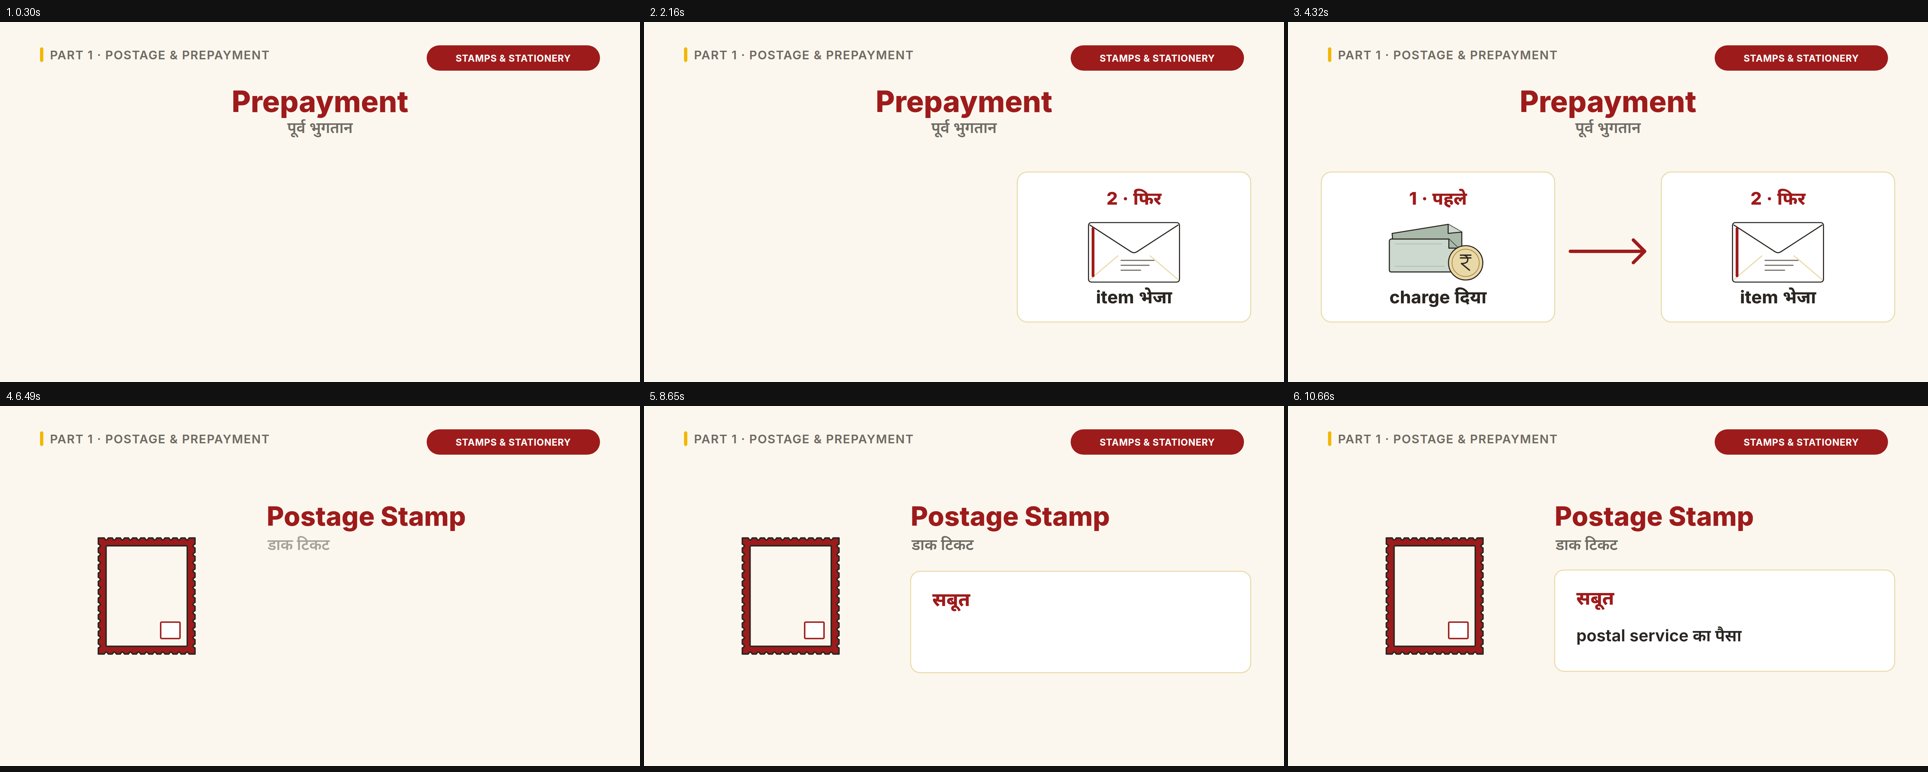 1. 0.30s
PART 1 · POSTAGE & PREPAYMENT
STAMPS & STATIONERY
Prepayment
पूर्व भुगतान
2. 2.16s
PART 1 · POSTAGE & PREPAYMENT
STAMPS & STATIONERY
Prepayment
पूर्व भुगतान
2 · फिर
item भेजा
3. 4.32s
PART 1 · POSTAGE & PREPAYMENT
STAMPS & STATIONERY
Prepayment
पूर्व भुगतान
1 · पहले
₹
charge दिया
2 · फिर
item भेजा
4. 6.49s
PART 1 · POSTAGE & PREPAYMENT
STAMPS & STATIONERY
Postage Stamp
डाक टिकट
5. 8.65s
PART 1 · POSTAGE & PREPAYMENT
STAMPS & STATIONERY
Postage Stamp
डाक टिकट
सबूत
6. 10.66s
PART 1 · POSTAGE & PREPAYMENT
STAMPS & STATIONERY
Postage Stamp
डाक टिकट
सबूत
postal service का पैसा